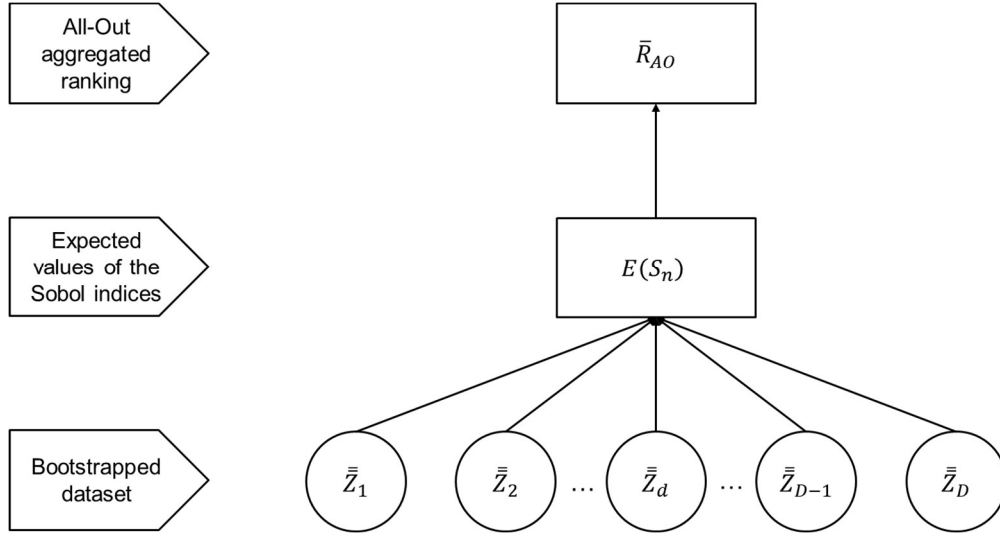 All-Out
aggregated
ranking
R̄_AO
Expected
values of the
Sobol indices
E(S_n)
Bootstrapped
dataset
Z̿_1 Z̿_2 ... Z̿_d ... Z̿_{D−1} Z̿_D